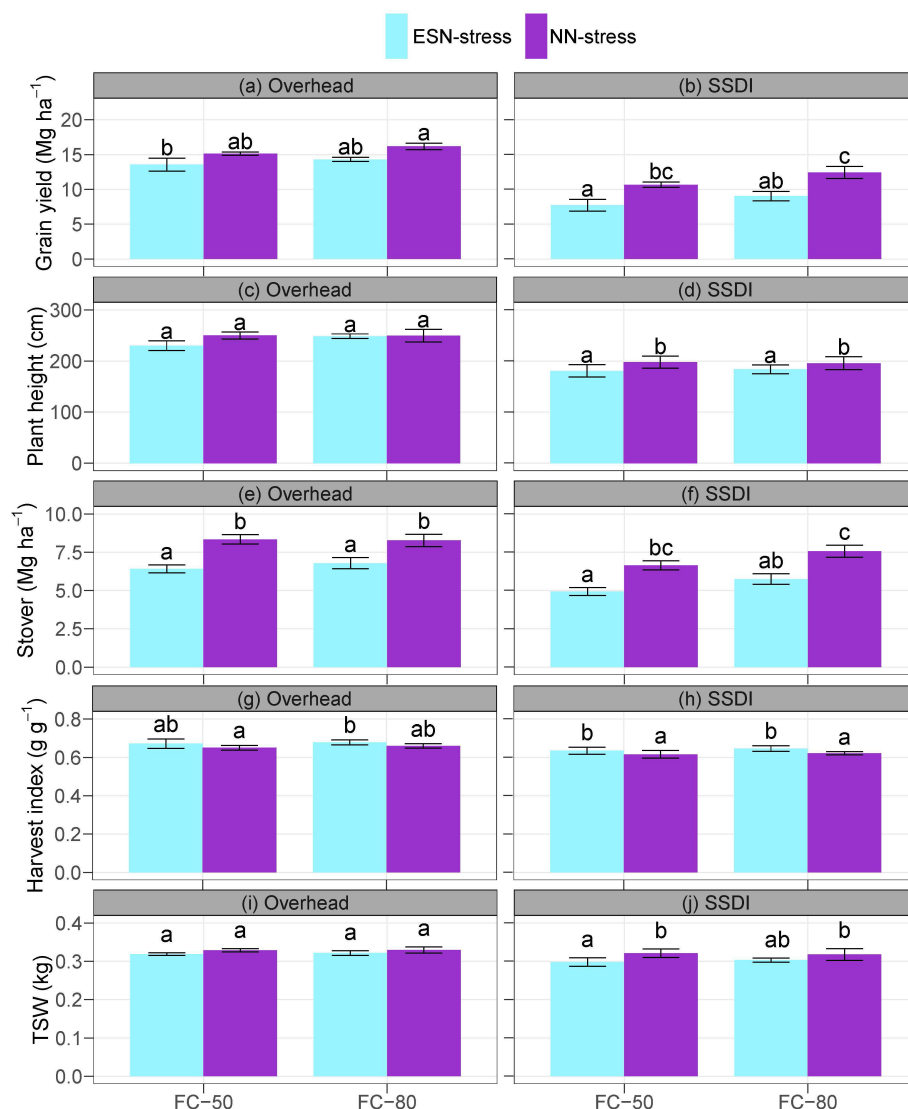 ESN-stress NN-stress
(a) Overhead (b) SSDI
Grain yield (Mg ha⁻¹)
20
15
10
5
0
b ab ab a
a bc ab c
(c) Overhead (d) SSDI
Plant height (cm)
300
200
100
0
a a a a
a b a b
(e) Overhead (f) SSDI
Stover (Mg ha⁻¹)
10.0
7.5
5.0
2.5
0.0
a b a b
a bc ab c
(g) Overhead (h) SSDI
Harvest index (g g⁻¹)
0.8
0.6
0.4
0.2
0.0
ab a b ab
b a b a
(i) Overhead (j) SSDI
TSW (kg)
0.4
0.3
0.2
0.1
0.0
a a a a
a b ab b
FC−50 FC−80 FC−50 FC−80